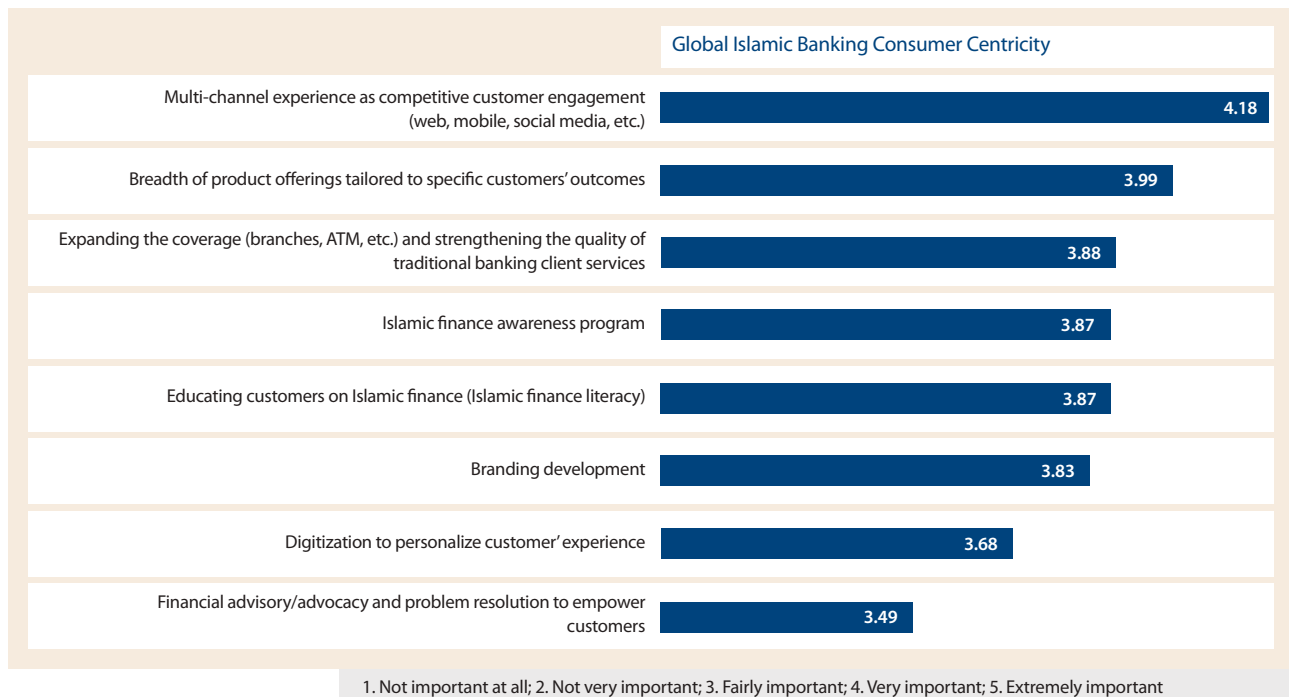 Global Islamic Banking Consumer Centricity
Multi-channel experience as competitive customer engagement
(web, mobile, social media, etc.)
4.18
Breadth of product offerings tailored to specific customers' outcomes
3.99
Expanding the coverage (branches, ATM, etc.) and strengthening the quality of
traditional banking client services
3.88
Islamic finance awareness program
3.87
Educating customers on Islamic finance (Islamic finance literacy)
3.87
Branding development
3.83
Digitization to personalize customer' experience
3.68
Financial advisory/advocacy and problem resolution to empower
customers
3.49
1. Not important at all; 2. Not very important; 3. Fairly important; 4. Very important; 5. Extremely important